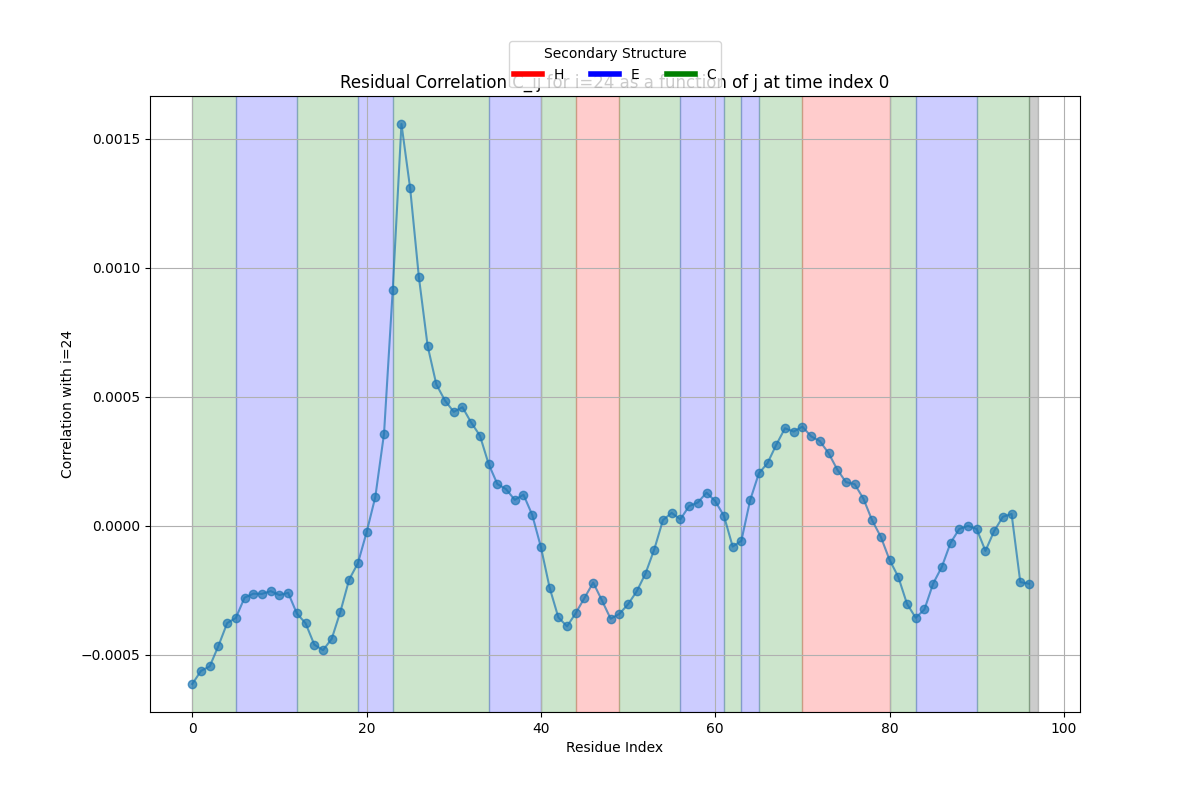 Secondary Structure
H E C
Residual Correlation C_ij for i=24 as a function of j at time index 0
0.0015
0.0010
0.0005
0.0000
−0.0005
Correlation with i=24
0 20 40 60 80 100
Residue Index